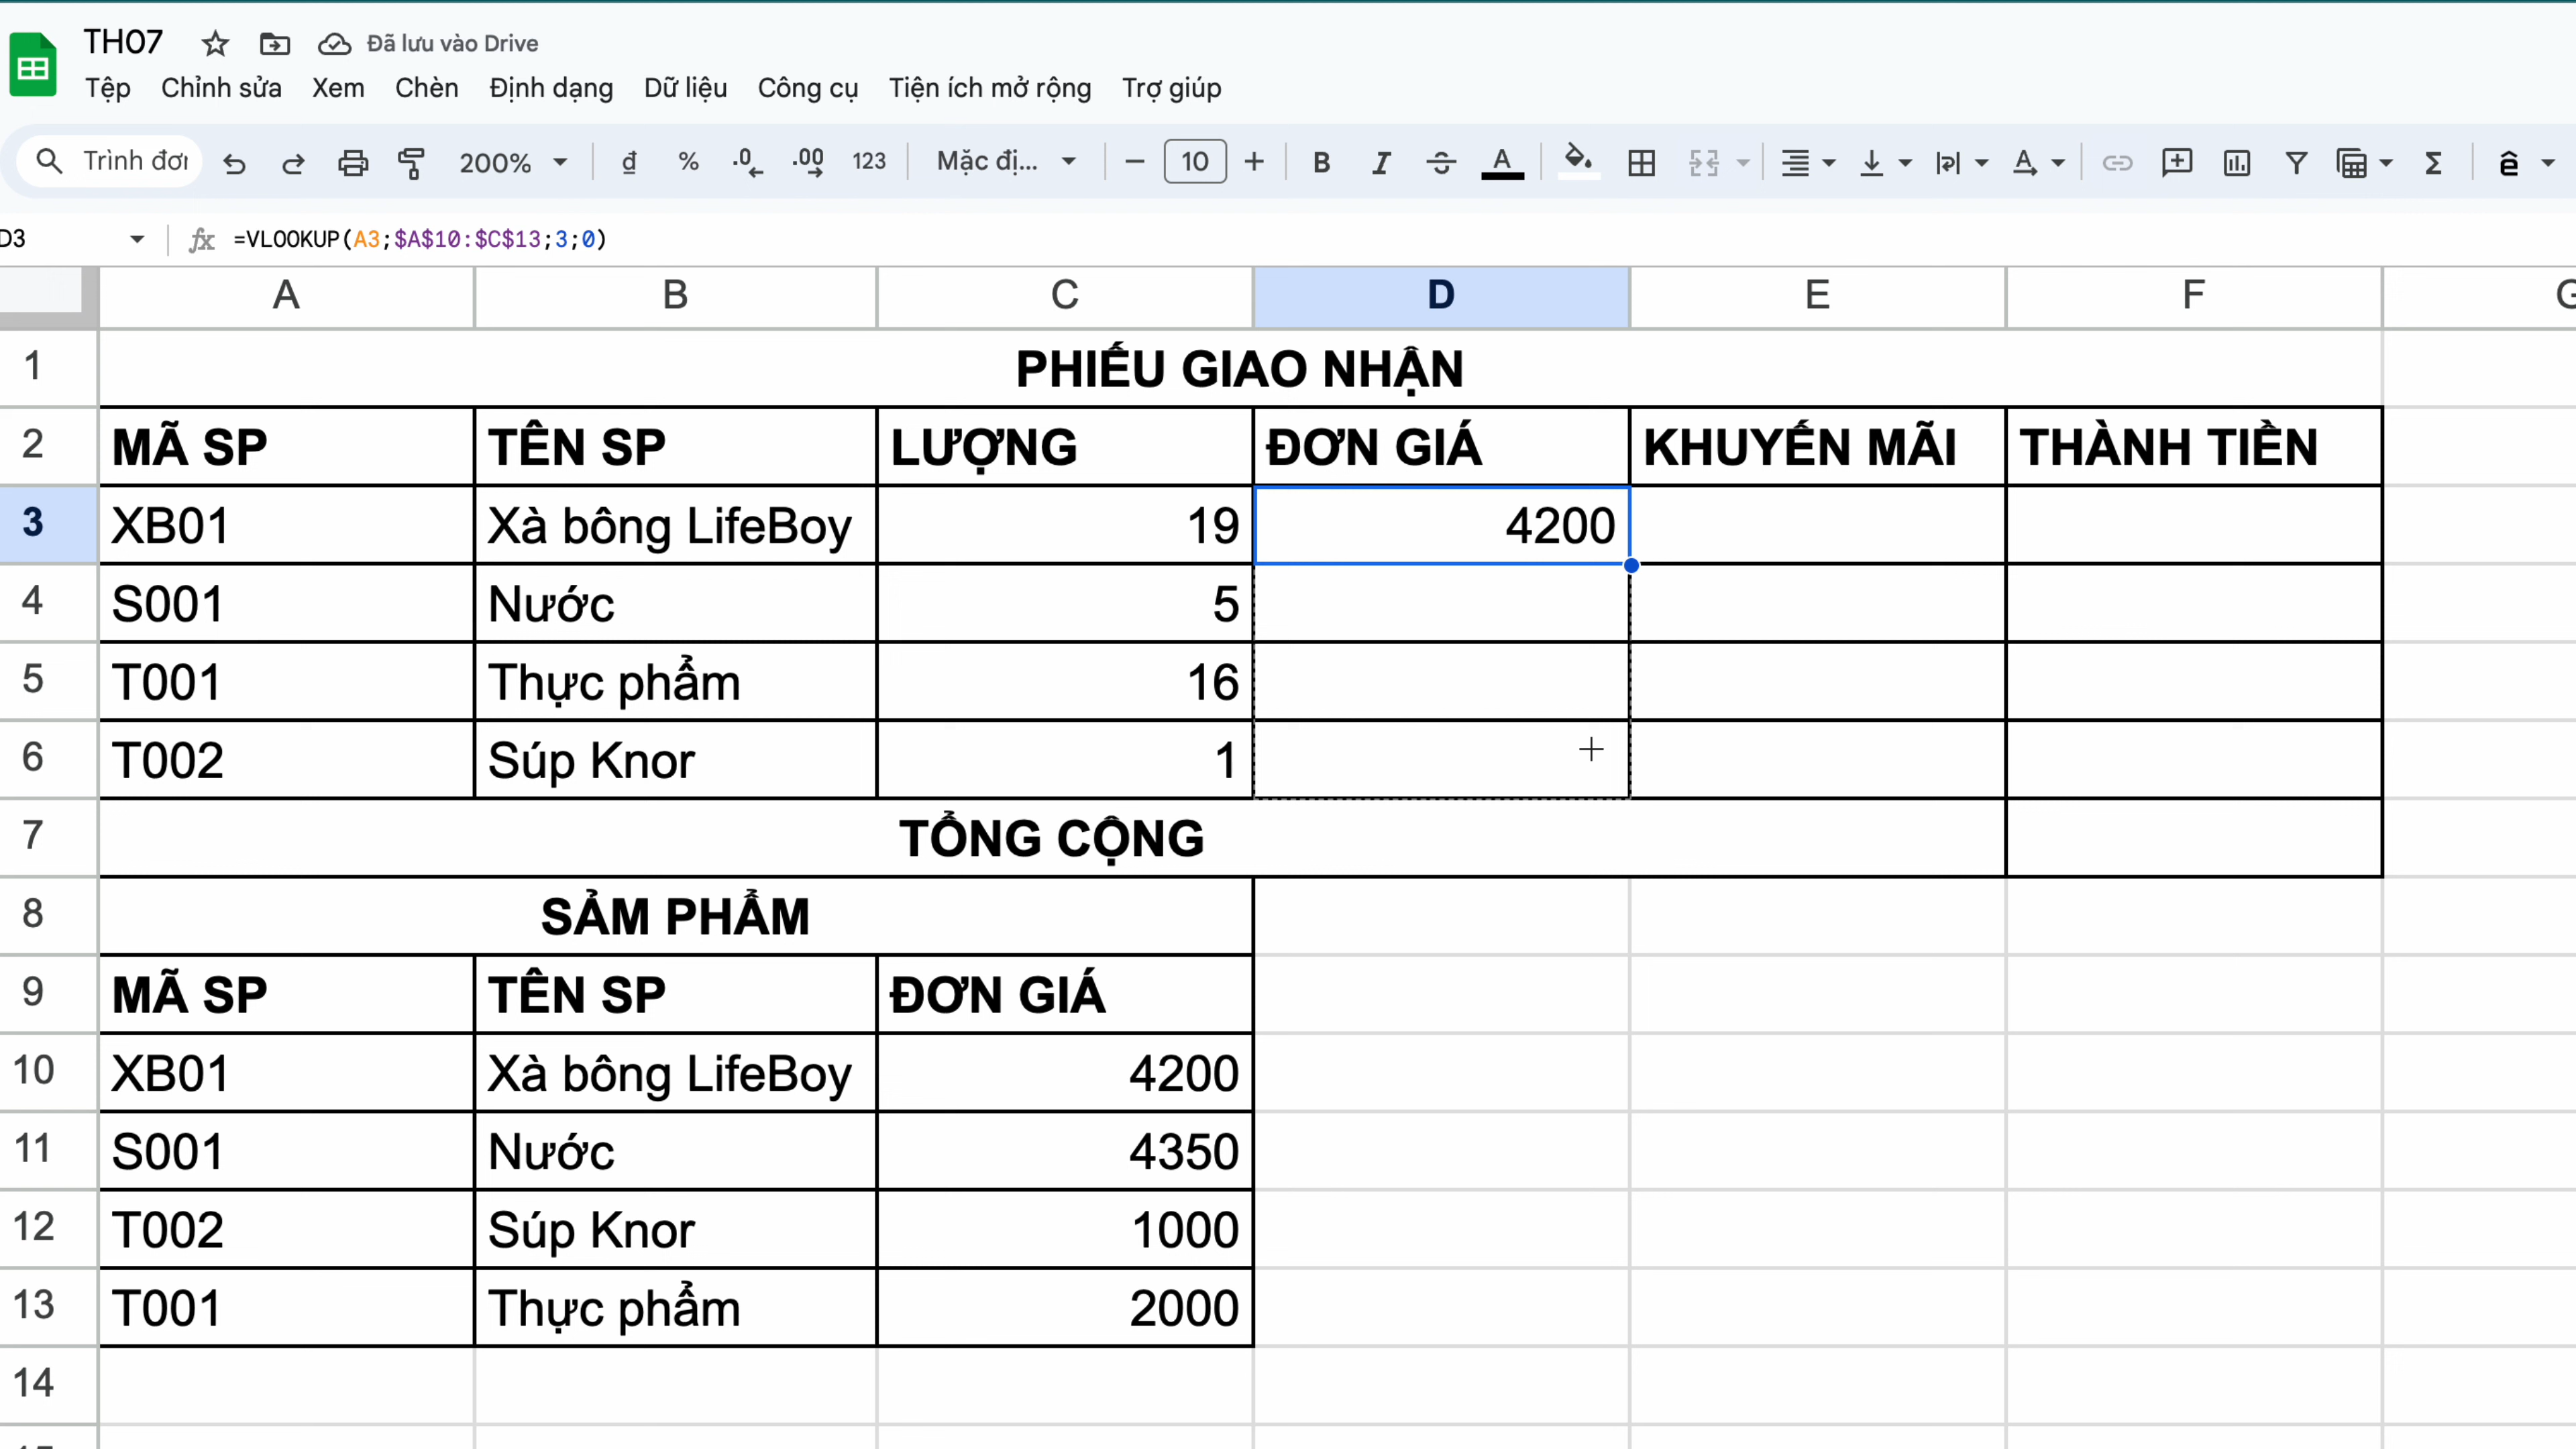 TH07 Đã lưu vào Drive
Tệp Chỉnh sửa Xem Chèn Định dạng Dữ liệu Công cụ Tiện ích mở rộng Trợ giúp
Trình đơn 200% đ % .0 .00 123 Mặc đị... 10 B I A ê
D3 fx =VLOOKUP(A3;$A$10:$C$13;3;0)
A B C D E F G
1 PHIẾU GIAO NHẬN
2 MÃ SP TÊN SP LƯỢNG ĐƠN GIÁ KHUYẾN MÃI THÀNH TIỀN
3 XB01 Xà bông LifeBoy 19 4200
4 S001 Nước 5
5 T001 Thực phẩm 16
6 T002 Súp Knor 1
7 TỔNG CỘNG
8 SẢM PHẨM
9 MÃ SP TÊN SP ĐƠN GIÁ
10 XB01 Xà bông LifeBoy 4200
11 S001 Nước 4350
12 T002 Súp Knor 1000
13 T001 Thực phẩm 2000
14